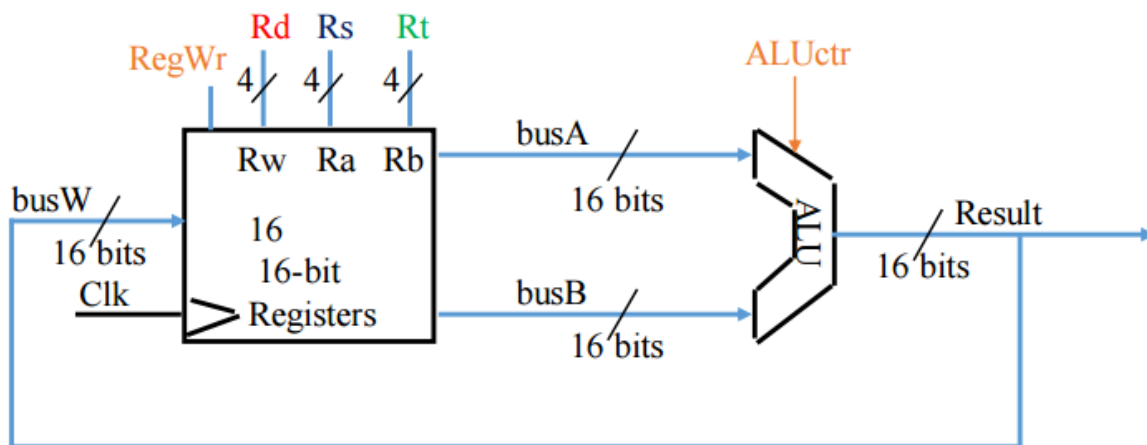 Rd Rs Rt
RegWr
ALUctr
4 4 4
busA
Rw Ra Rb
busW
16 bits
Result
16
ALU
16 bits
16 bits
16-bit
busB
Clk
Registers
16 bits